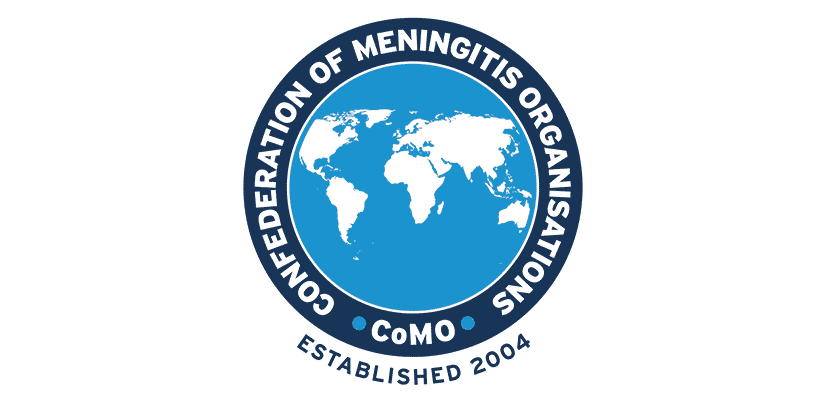 CONFEDERATION OF MENINGITIS ORGANISATIONS
CoMO
ESTABLISHED 2004